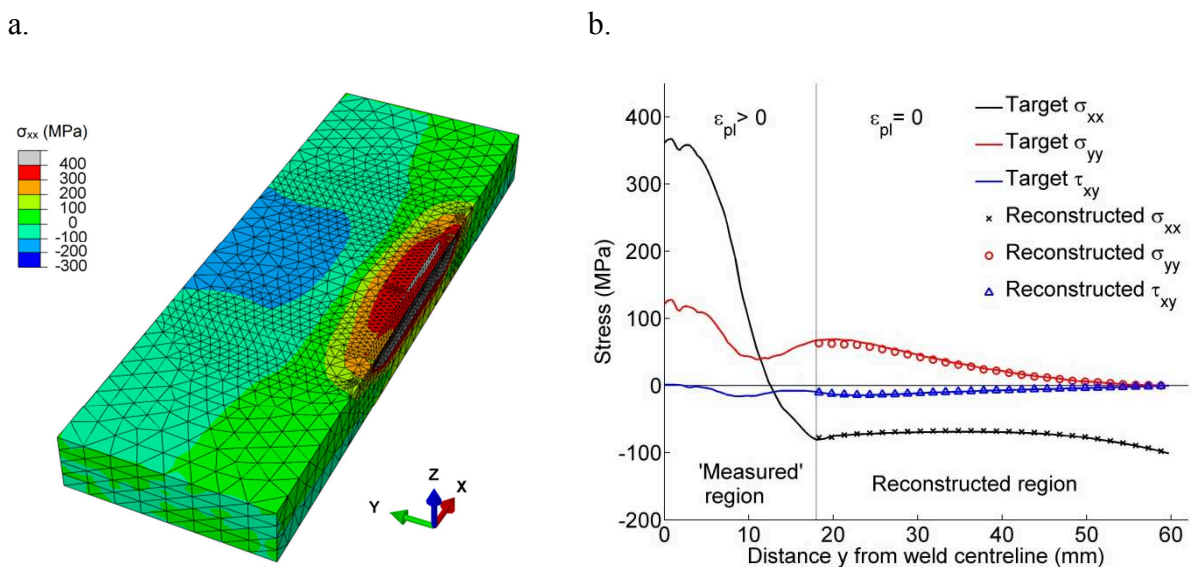 a.
σxx (MPa)
400
300
200
100
0
-100
-200
-300
Z
Y
X
b.
Stress (MPa)
400
300
200
100
0
-100
-200
εpl > 0
εpl = 0
Target σxx
Target σyy
Target τxy
Reconstructed σxx
Reconstructed σyy
Reconstructed τxy
'Measured'
region
Reconstructed region
0 10 20 30 40 50 60
Distance y from weld centreline (mm)